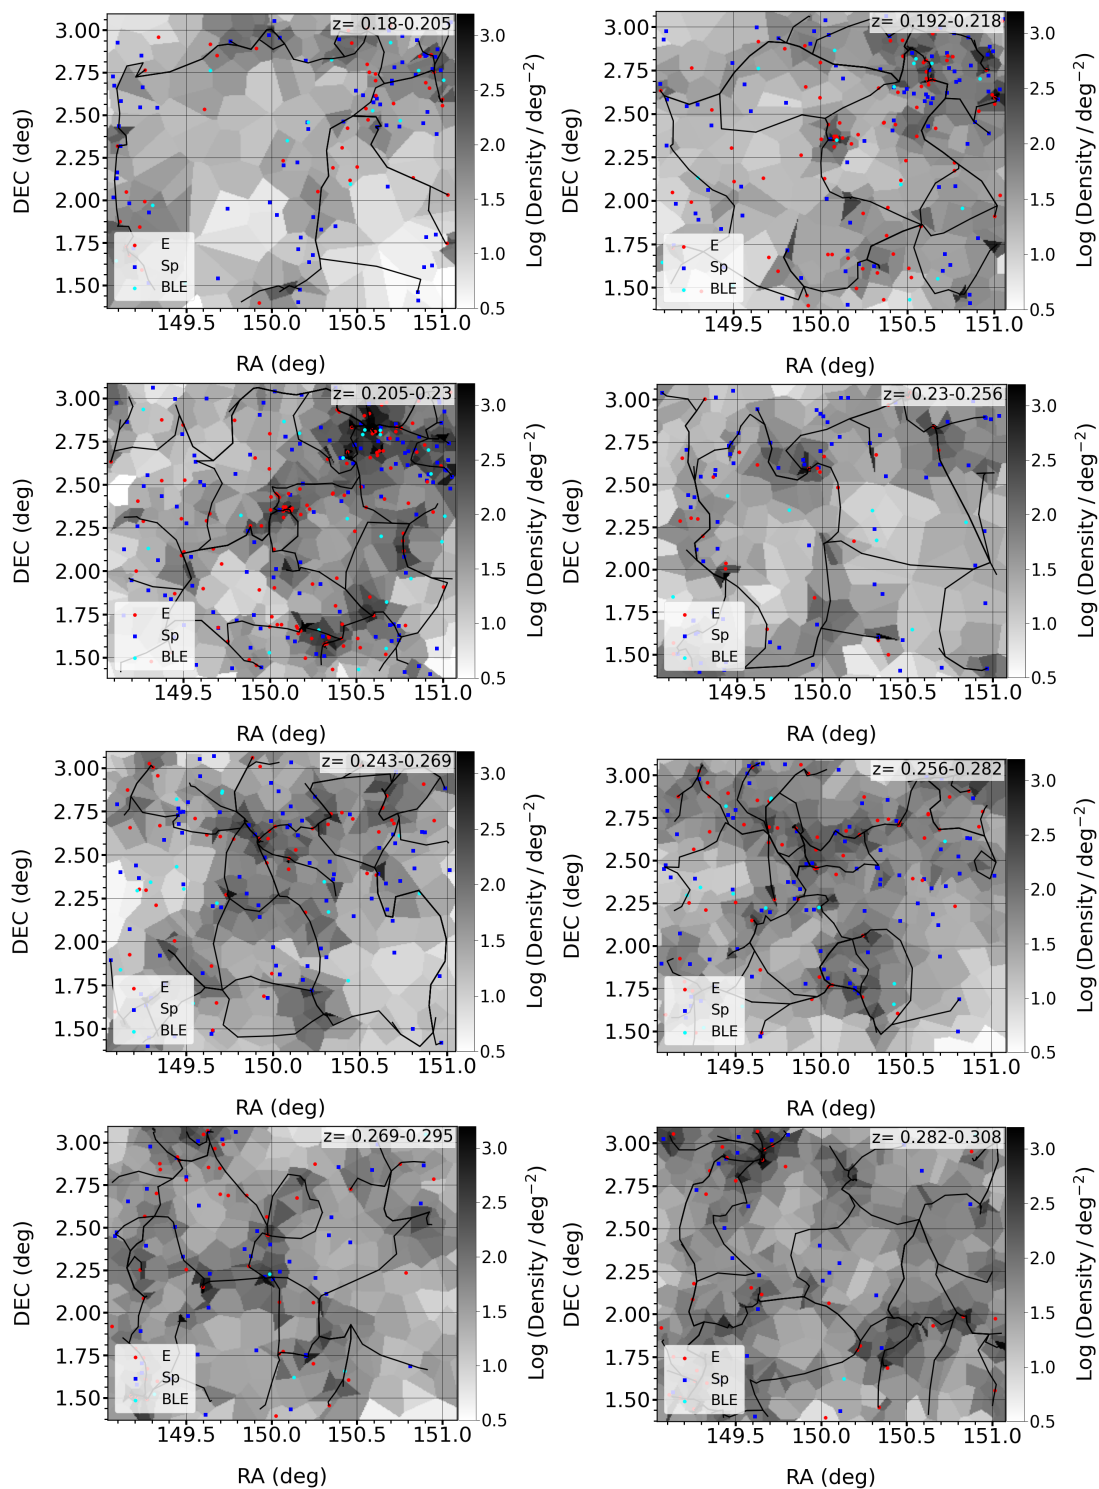 z= 0.18-0.205
3.00
2.75
2.50
2.25
2.00
1.75
1.50
DEC (deg)
E
Sp
BLE
149.5 150.0 150.5 151.0
RA (deg)
3.0
2.5
2.0
1.5
1.0
0.5
Log (Density / deg⁻²)
z= 0.192-0.218
3.00
2.75
2.50
2.25
2.00
1.75
1.50
DEC (deg)
E
Sp
BLE
149.5 150.0 150.5 151.0
RA (deg)
3.0
2.5
2.0
1.5
1.0
0.5
Log (Density / deg⁻²)
z= 0.205-0.23
3.00
2.75
2.50
2.25
2.00
1.75
1.50
DEC (deg)
E
Sp
BLE
149.5 150.0 150.5 151.0
RA (deg)
3.0
2.5
2.0
1.5
1.0
0.5
Log (Density / deg⁻²)
z= 0.23-0.256
3.00
2.75
2.50
2.25
2.00
1.75
1.50
DEC (deg)
E
Sp
BLE
149.5 150.0 150.5 151.0
RA (deg)
3.0
2.5
2.0
1.5
1.0
0.5
Log (Density / deg⁻²)
z= 0.243-0.269
3.00
2.75
2.50
2.25
2.00
1.75
1.50
DEC (deg)
E
Sp
BLE
149.5 150.0 150.5 151.0
RA (deg)
3.0
2.5
2.0
1.5
1.0
0.5
Log (Density / deg⁻²)
z= 0.256-0.282
3.00
2.75
2.50
2.25
2.00
1.75
1.50
DEC (deg)
E
Sp
BLE
149.5 150.0 150.5 151.0
RA (deg)
3.0
2.5
2.0
1.5
1.0
0.5
Log (Density / deg⁻²)
z= 0.269-0.295
3.00
2.75
2.50
2.25
2.00
1.75
1.50
DEC (deg)
E
Sp
BLE
149.5 150.0 150.5 151.0
RA (deg)
3.0
2.5
2.0
1.5
1.0
0.5
Log (Density / deg⁻²)
z= 0.282-0.308
3.00
2.75
2.50
2.25
2.00
1.75
1.50
DEC (deg)
E
Sp
BLE
149.5 150.0 150.5 151.0
RA (deg)
3.0
2.5
2.0
1.5
1.0
0.5
Log (Density / deg⁻²)